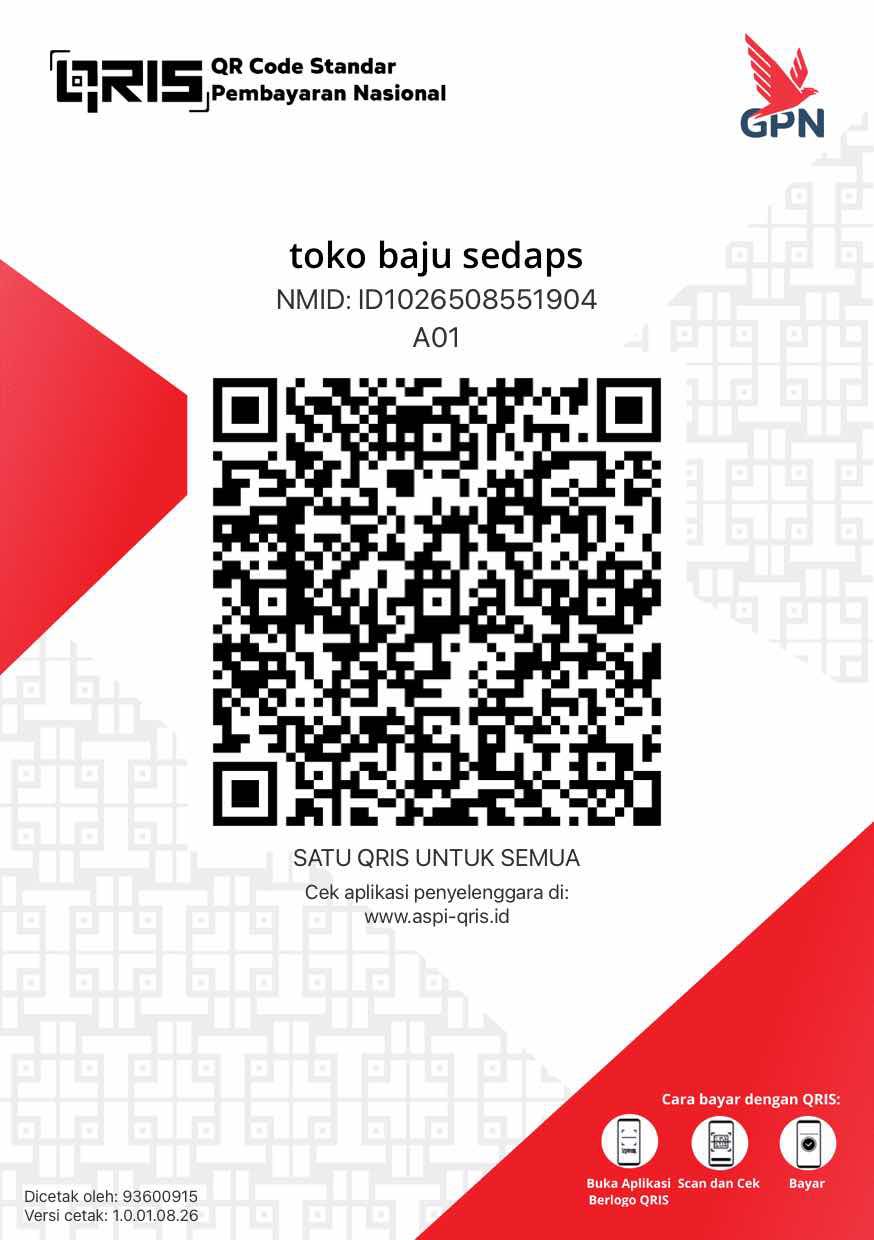 QRIS
QR Code Standar
Pembayaran Nasional
GPN
toko baju sedaps
NMID: ID1026508551904
A01
SATU QRIS UNTUK SEMUA
Cek aplikasi penyelenggara di:
www.aspi-qris.id
Cara bayar dengan QRIS:
Buka Aplikasi
Berlogo QRIS
Scan dan Cek
Bayar
Dicetak oleh: 93600915
Versi cetak: 1.0.01.08.26